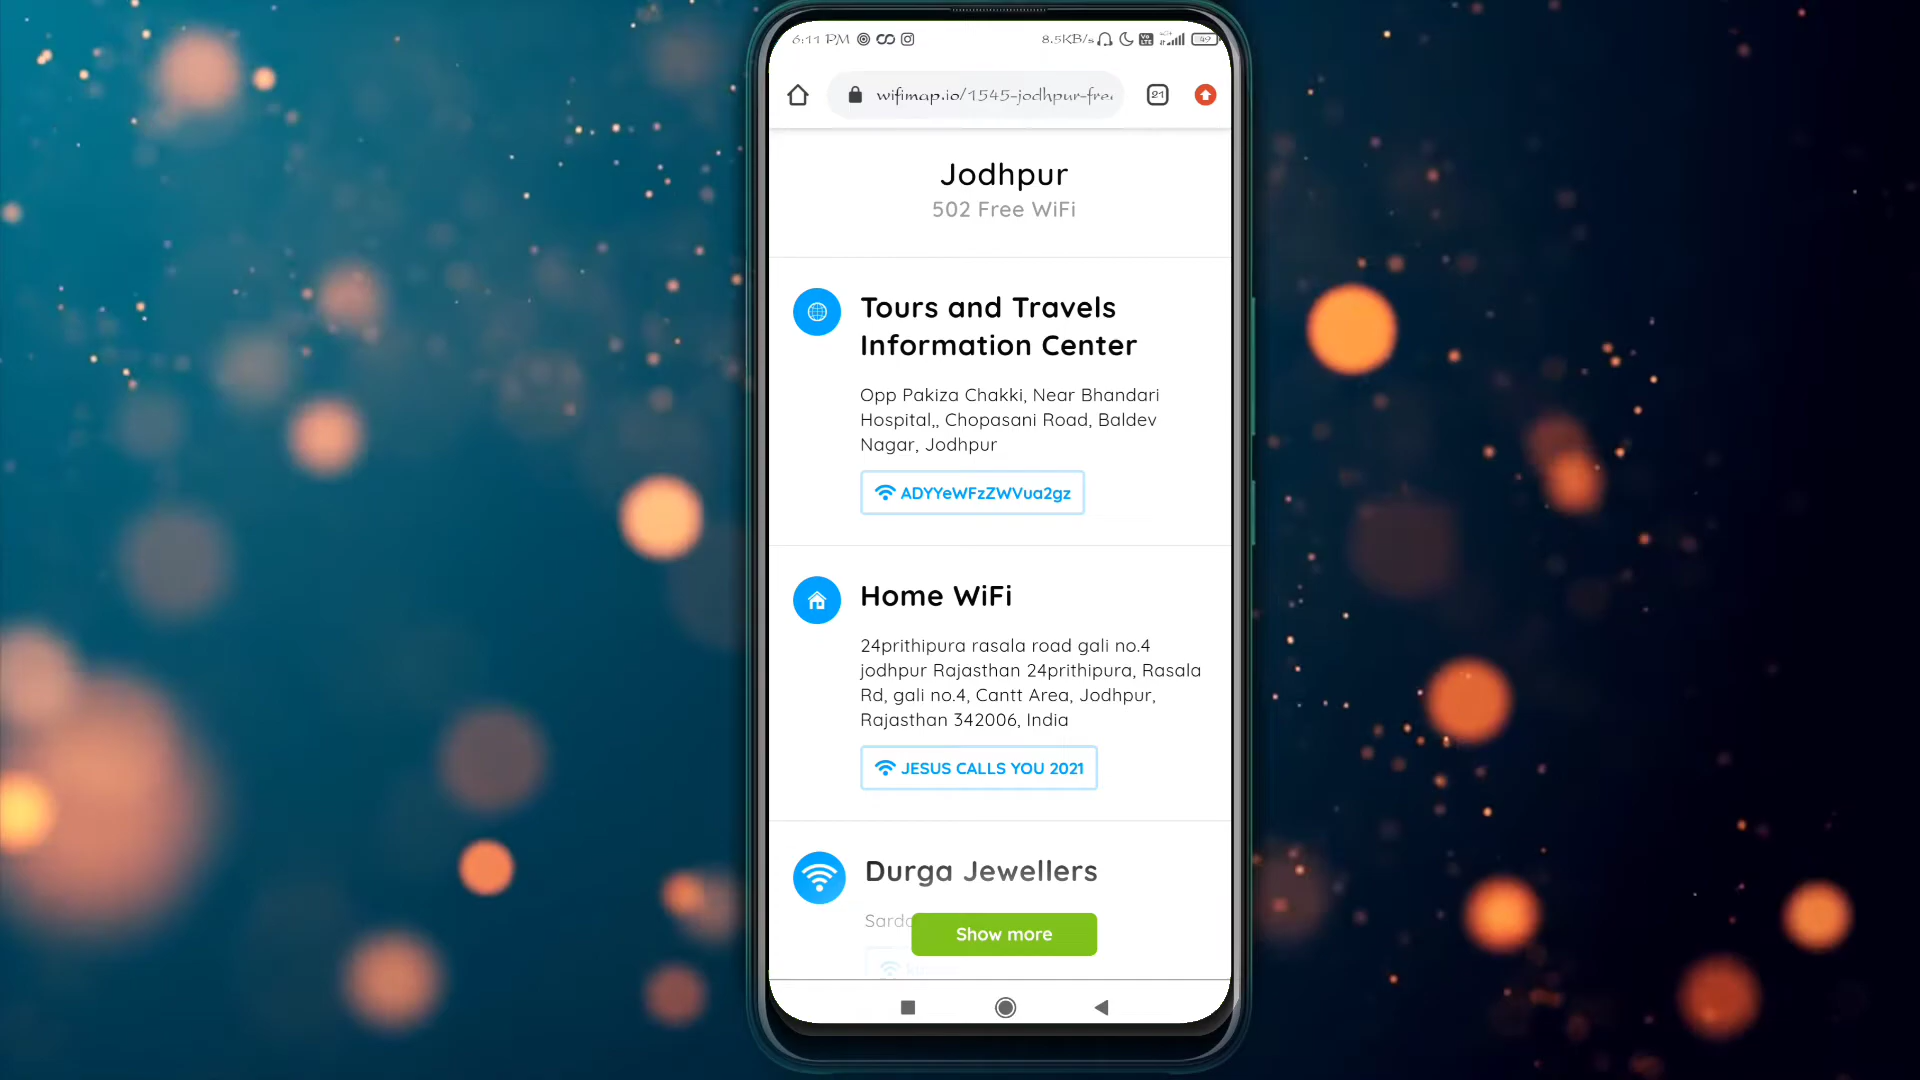 6:11 PM
8.5KB/s
49
wifimap.io/1545-jodhpur-free
21
Jodhpur
502 Free WiFi
Tours and Travels
Information Center
Opp Pakiza Chakki, Near Bhandari
Hospital,, Chopasani Road, Baldev
Nagar, Jodhpur
ADYYeWFzZWVua2gz
Home WiFi
24prithipura rasala road gali no.4
jodhpur Rajasthan 24prithipura, Rasala
Rd, gali no.4, Cantt Area, Jodhpur,
Rajasthan 342006, India
JESUS CALLS YOU 2021
Durga Jewellers
Show more